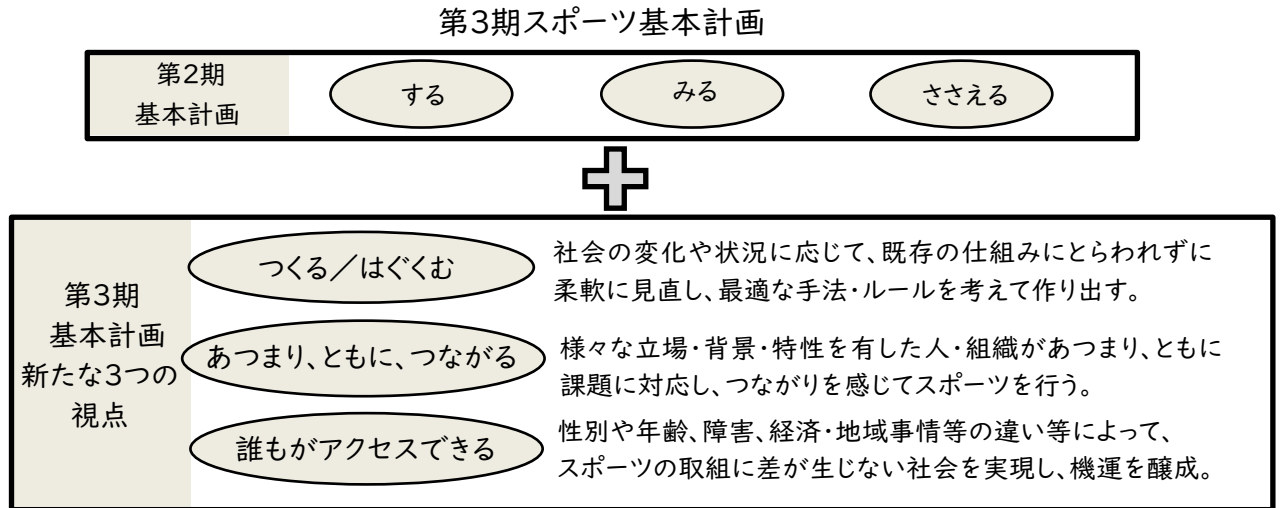 第3期スポーツ基本計画
第2期
基本計画
する
みる
ささえる
第3期
基本計画
新たな3つの
視点
つくる／はぐくむ
社会の変化や状況に応じて、既存の仕組みにとらわれずに
柔軟に見直し、最適な手法・ルールを考えて作り出す。
あつまり、ともに、つながる
様々な立場・背景・特性を有した人・組織があつまり、ともに
課題に対応し、つながりを感じてスポーツを行う。
誰もがアクセスできる
性別や年齢、障害、経済・地域事情等の違い等によって、
スポーツの取組に差が生じない社会を実現し、機運を醸成。